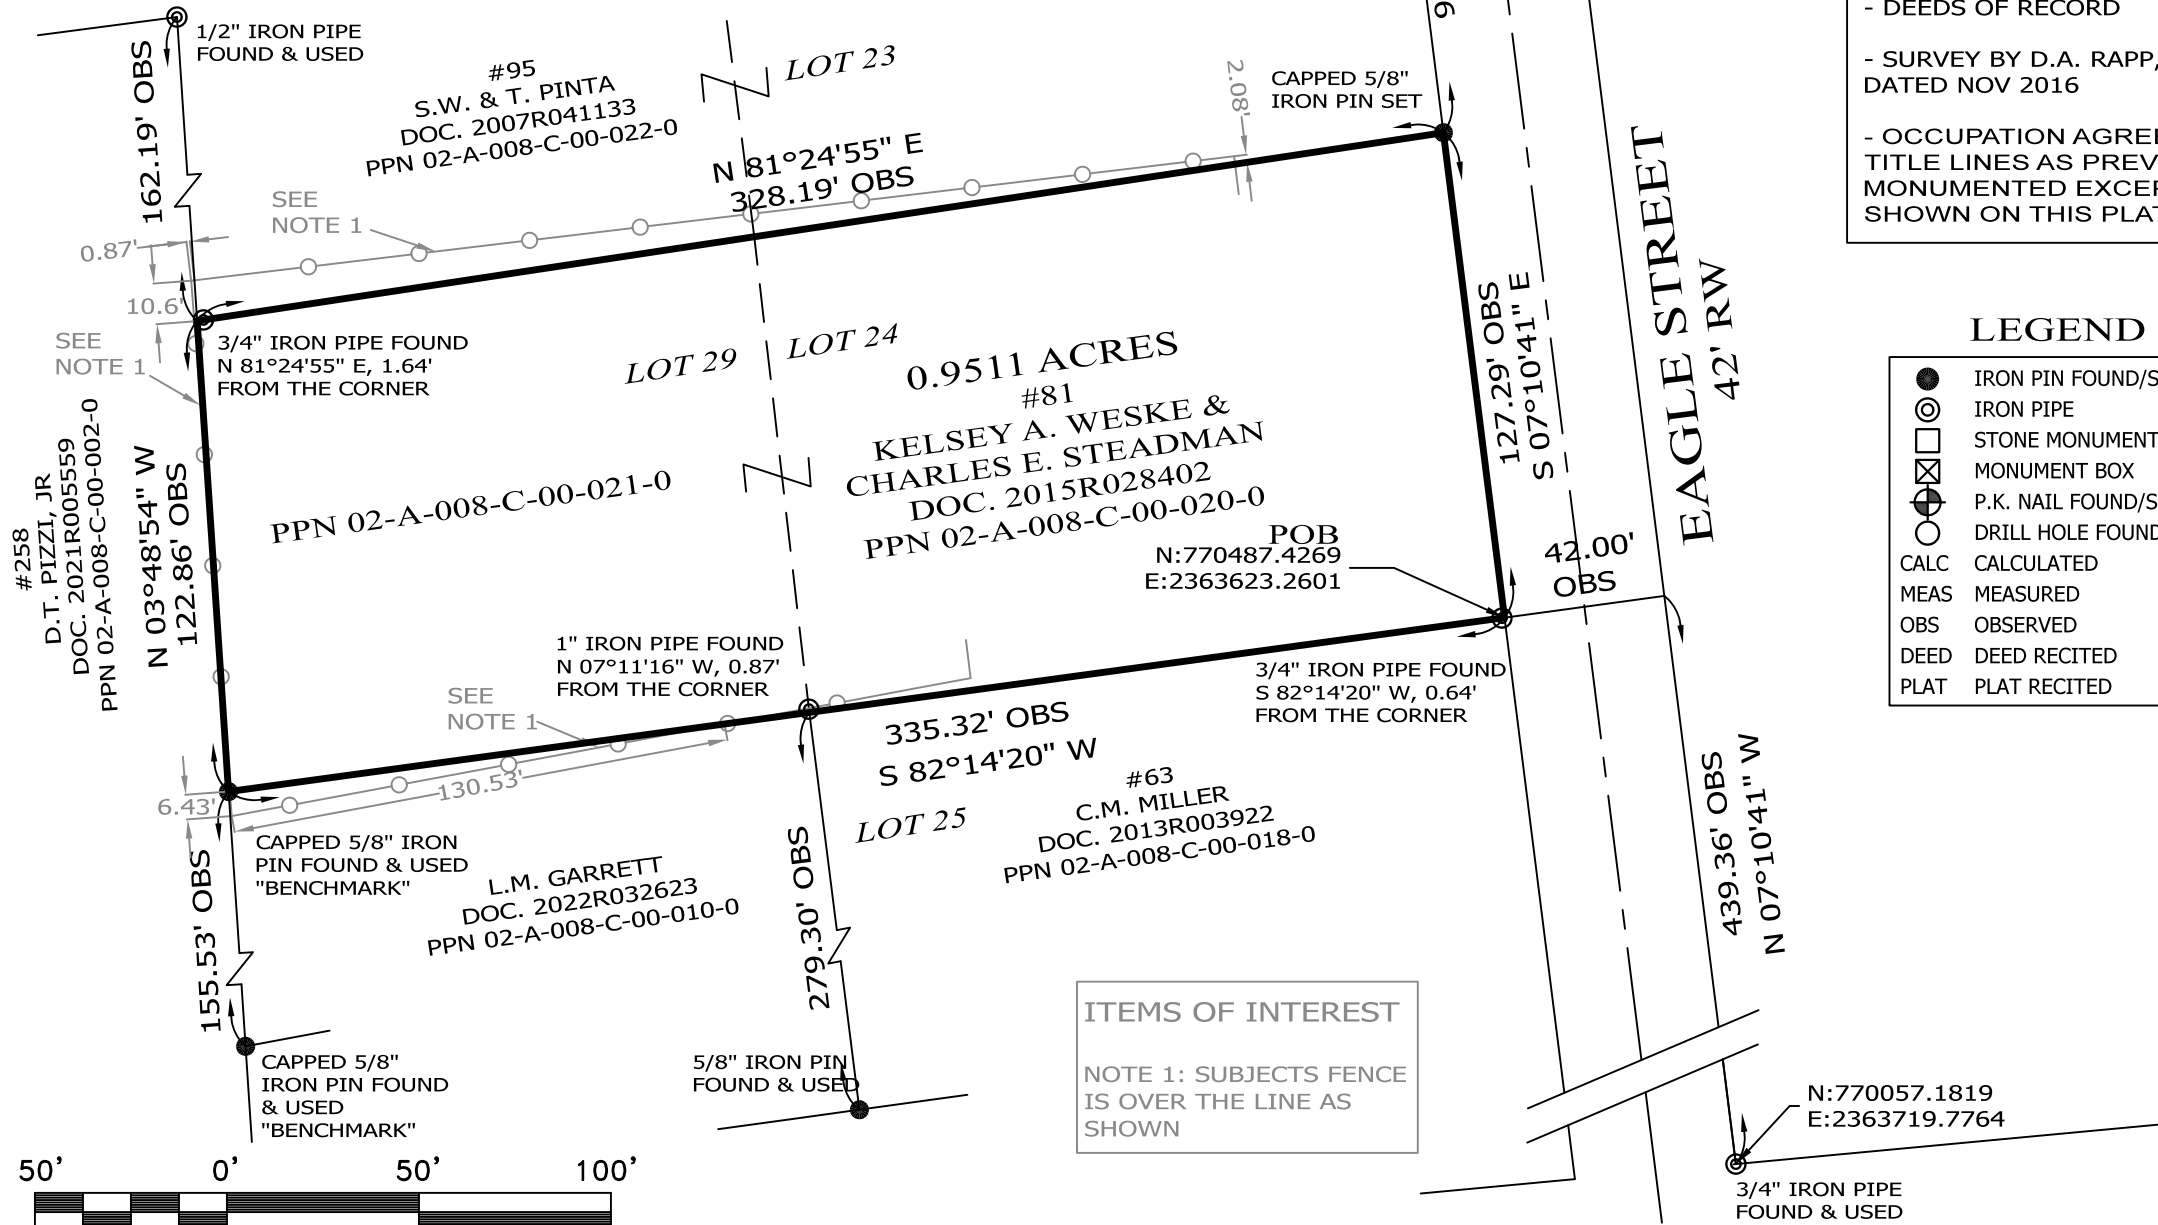 1/2" IRON PIPE
FOUND & USED
162.19' OBS
#95
S.W. & T. PINTA
DOC. 2007R041133
PPN 02-A-008-C-00-022-0
LOT 23
N 81°24'55" E
328.19' OBS
2.08'
CAPPED 5/8"
IRON PIN SET
6
- DEEDS OF RECORD
- SURVEY BY D.A. RAPP,
DATED NOV 2016
- OCCUPATION AGREE
TITLE LINES AS PREV
MONUMENTED EXCE
SHOWN ON THIS PLA
SEE
NOTE 1
0.87'
10.6'
SEE
NOTE 1
3/4" IRON PIPE FOUND
N 81°24'55" E, 1.64'
FROM THE CORNER
LOT 29
LOT 24
0.9511 ACRES
#81
KELSEY A. WESKE &
CHARLES E. STEADMAN
DOC. 2015R028402
PPN 02-A-008-C-00-020-0
PPN 02-A-008-C-00-021-0
127.29' OBS
S 07°10'41" E
EAGLE STREET
42' RW
LEGEND
IRON PIN FOUND/S
IRON PIPE
STONE MONUMENT
MONUMENT BOX
P.K. NAIL FOUND/S
DRILL HOLE FOUND
CALC CALCULATED
MEAS MEASURED
OBS OBSERVED
DEED DEED RECITED
PLAT PLAT RECITED
#258
D.T. PIZZI, JR
DOC. 2021R005559
PPN 02-A-008-C-00-002-0
N 03°48'54" W
122.86' OBS
POB
N:770487.4269
E:2363623.2601
42.00'
OBS
1" IRON PIPE FOUND
N 07°11'16" W, 0.87'
FROM THE CORNER
3/4" IRON PIPE FOUND
S 82°14'20" W, 0.64'
FROM THE CORNER
SEE
NOTE 1
335.32' OBS
S 82°14'20" W
130.53'
6.43'
CAPPED 5/8" IRON
PIN FOUND & USED
"BENCHMARK"
LOT 25
#63
C.M. MILLER
DOC. 2013R003922
PPN 02-A-008-C-00-018-0
L.M. GARRETT
DOC. 2022R032623
PPN 02-A-008-C-00-010-0
155.53' OBS
279.30' OBS
439.36' OBS
N 07°10'41" W
CAPPED 5/8"
IRON PIN FOUND
& USED
"BENCHMARK"
5/8" IRON PIN
FOUND & USED
ITEMS OF INTEREST
NOTE 1: SUBJECTS FENCE
IS OVER THE LINE AS
SHOWN
N:770057.1819
E:2363719.7764
3/4" IRON PIPE
FOUND & USED
50' 0' 50' 100'